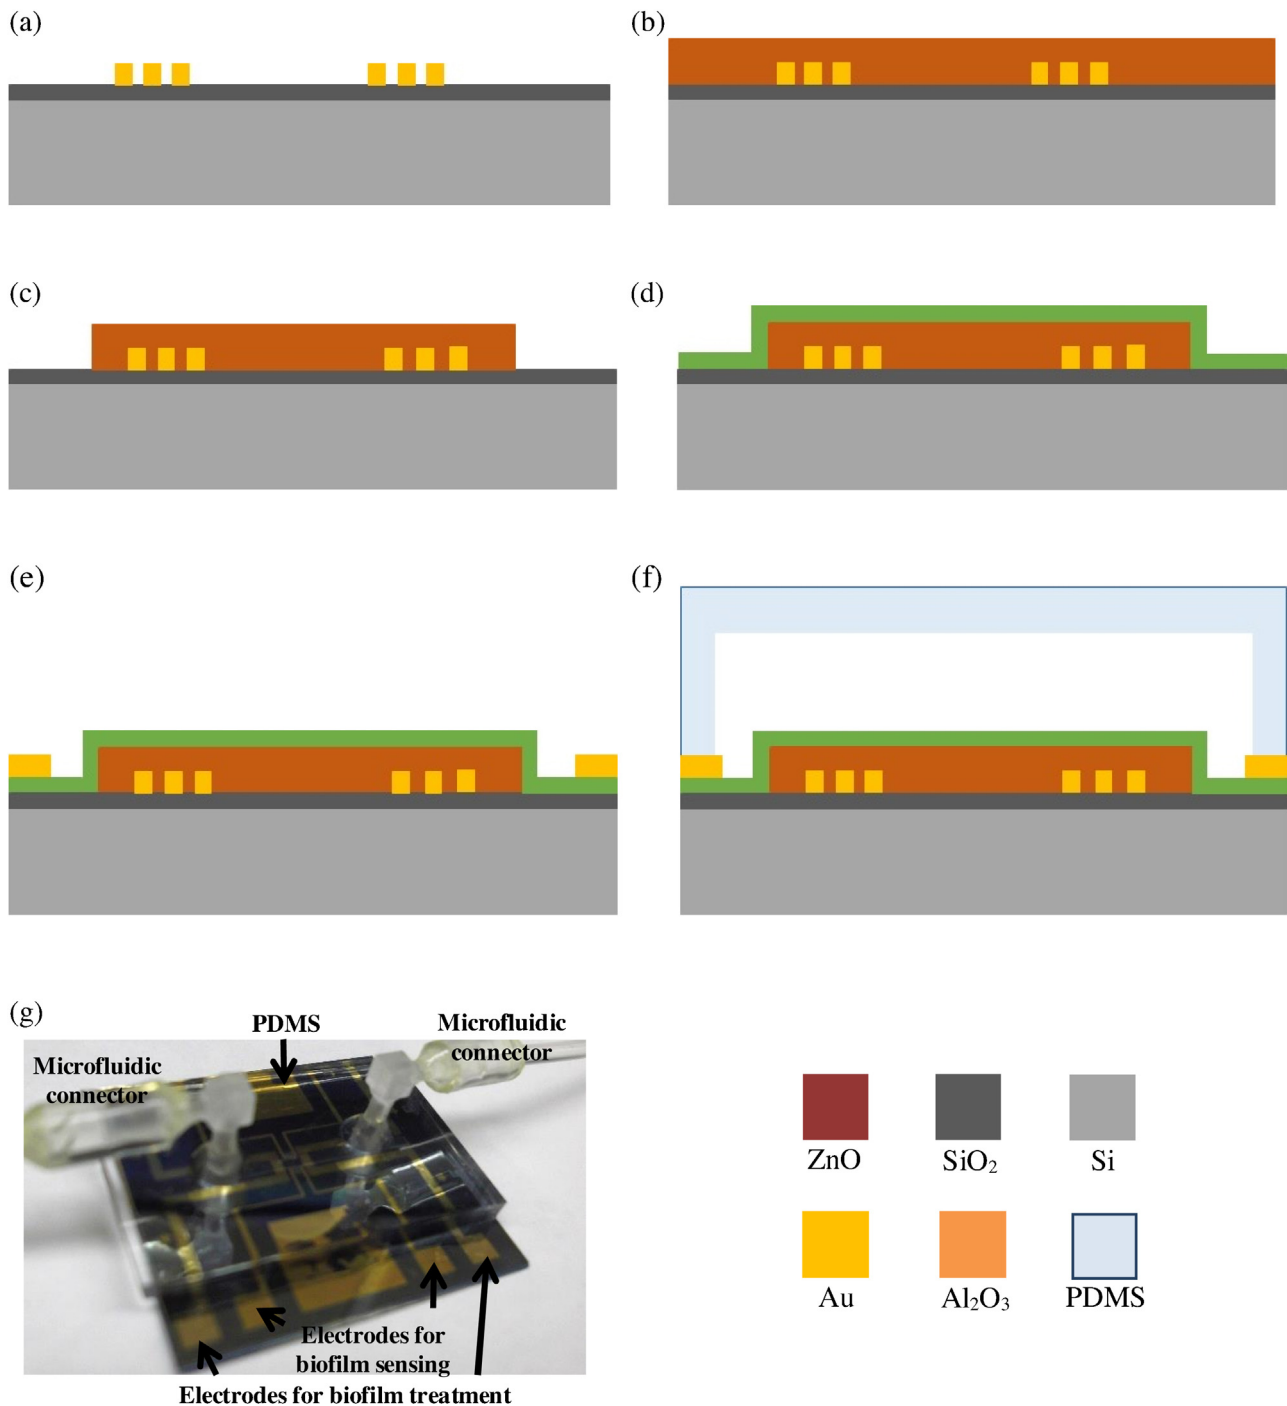 (a)
(b)
(c)
(d)
(e)
(f)
(g)
PDMS
Microfluidic
connector
Microfluidic
connector
Electrodes for
biofilm sensing
Electrodes for biofilm treatment
ZnO
SiO₂
Si
Au
Al₂O₃
PDMS